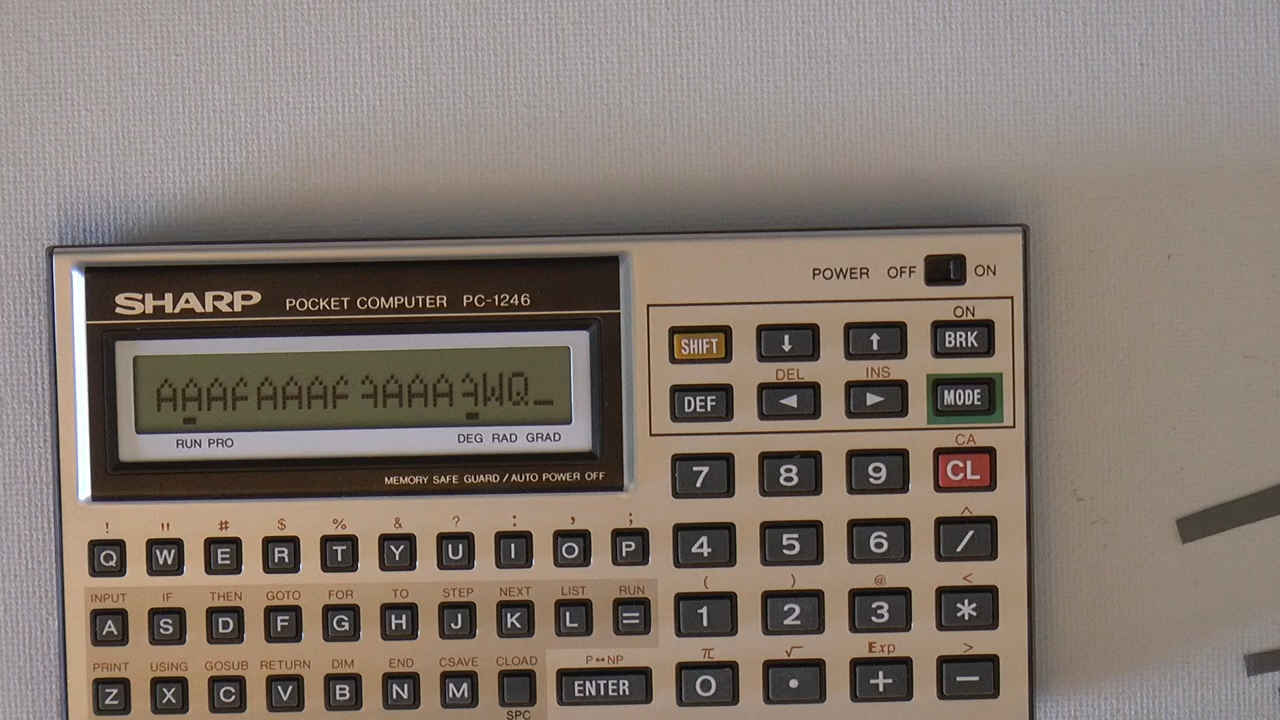 SHARP POCKET COMPUTER PC-1246
POWER OFF ON
ON
SHIFT ↓ ↑ BRK
DEL INS
DEF ◄ ► MODE
WQ_
RUN PRO DEG RAD GRAD
MEMORY SAFE GUARD / AUTO POWER OFF
CA
7 8 9 CL
! " # $ % & ? : , ; ^
Q W E R T Y U I O P 4 5 6 /
INPUT IF THEN GOTO FOR TO STEP NEXT LIST RUN ( ) @ <
A S D F G H J K L = 1 2 3 *
PRINT USING GOSUB RETURN DIM END CSAVE CLOAD P↔NP π √ Exp >
Z X C V B N M ENTER 0 • + −
SPC